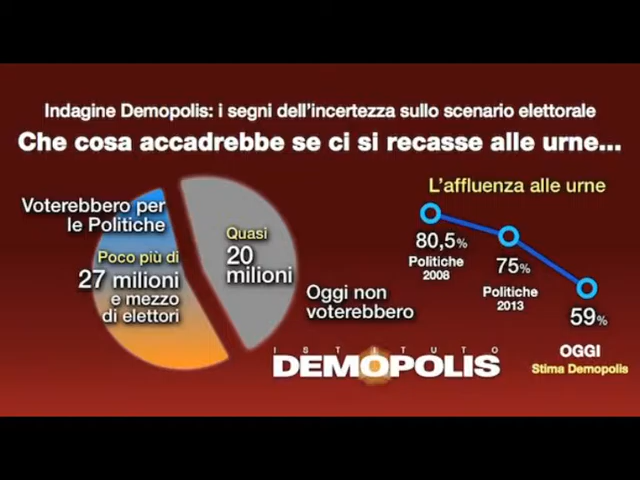 Indagine Demopolis: i segni dell'incertezza sullo scenario elettorale
Che cosa accadrebbe se ci si recasse alle urne...
Voterebbero per
le Politiche
Poco più di
27 milioni
e mezzo
di elettori
Quasi
20
milioni
Oggi non
voterebbero
L'affluenza alle urne
80,5%
Politiche
2008
75%
Politiche
2013
59%
OGGI
Stima Demopolis
ISTITUTO
DEMOPOLIS